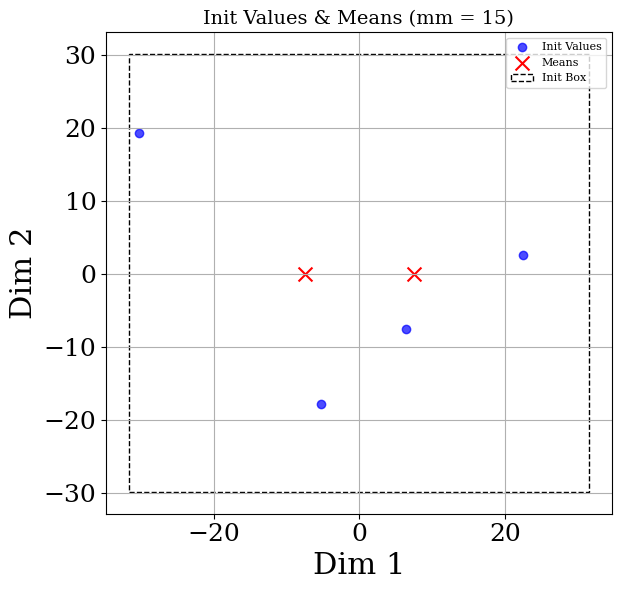 Init Values & Means (mm = 15)
Init Values
Means
Init Box
30
20
10
0
−10
−20
−30
Dim 2
−20
0
20
Dim 1